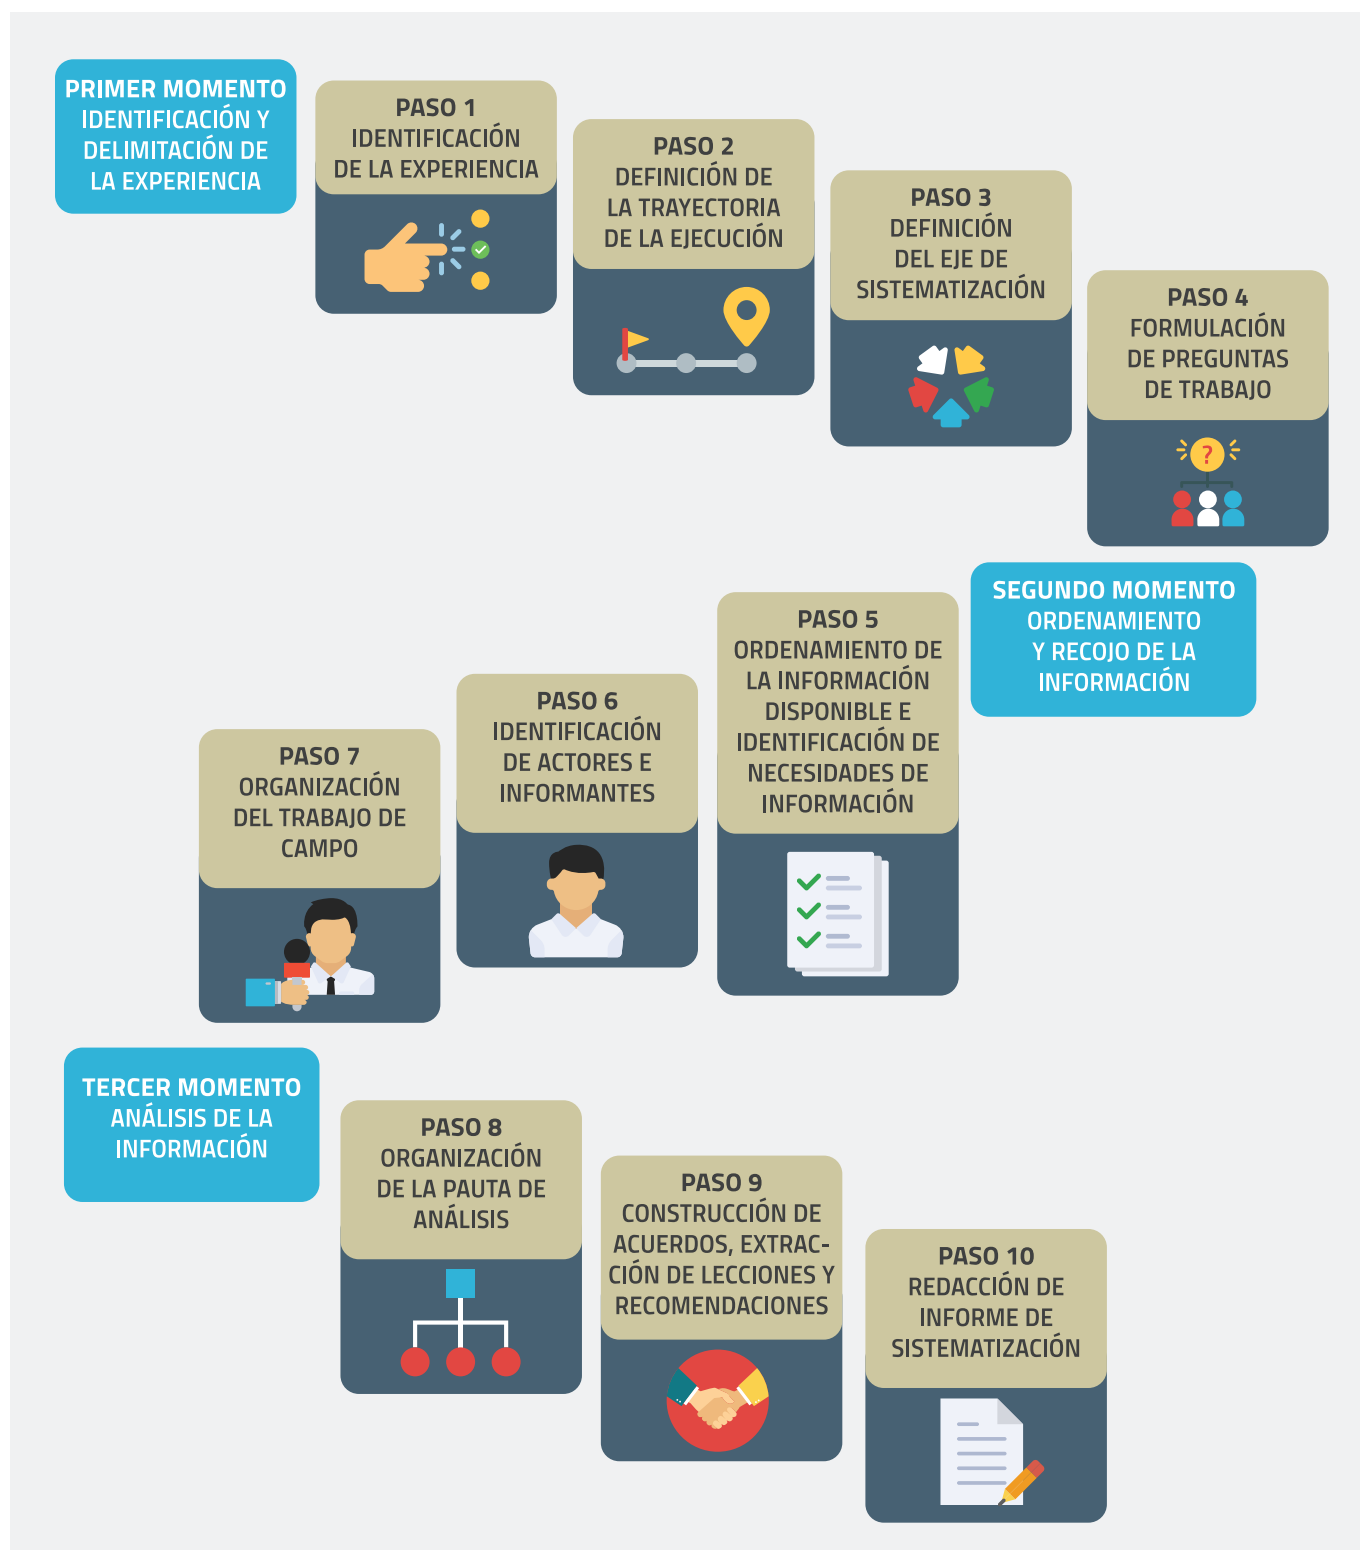 PRIMER MOMENTO
IDENTIFICACIÓN Y
DELIMITACIÓN DE
LA EXPERIENCIA
PASO 1
IDENTIFICACIÓN
DE LA EXPERIENCIA
PASO 2
DEFINICIÓN DE
LA TRAYECTORIA
DE LA EJECUCIÓN
PASO 3
DEFINICIÓN
DEL EJE DE
SISTEMATIZACIÓN
PASO 4
FORMULACIÓN
DE PREGUNTAS
DE TRABAJO
?
SEGUNDO MOMENTO
ORDENAMIENTO
Y RECOJO DE LA
INFORMACIÓN
PASO 5
ORDENAMIENTO DE
LA INFORMACIÓN
DISPONIBLE E
IDENTIFICACIÓN DE
NECESIDADES DE
INFORMACIÓN
PASO 6
IDENTIFICACIÓN
DE ACTORES E
INFORMANTES
PASO 7
ORGANIZACIÓN
DEL TRABAJO DE
CAMPO
TERCER MOMENTO
ANÁLISIS DE LA
INFORMACIÓN
PASO 8
ORGANIZACIÓN
DE LA PAUTA DE
ANÁLISIS
PASO 9
CONSTRUCCIÓN DE
ACUERDOS, EXTRAC-
CIÓN DE LECCIONES Y
RECOMENDACIONES
PASO 10
REDACCIÓN DE
INFORME DE
SISTEMATIZACIÓN